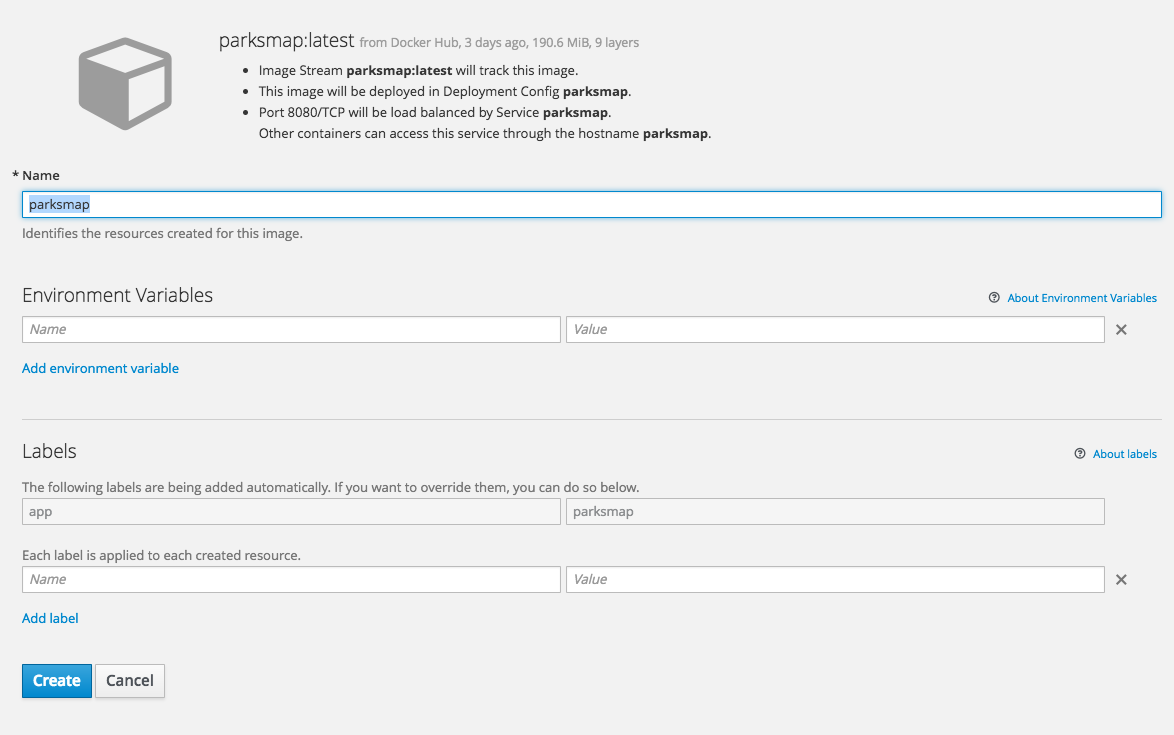 parksmap:latest from Docker Hub, 3 days ago, 190.6 MiB, 9 layers
• Image Stream parksmap:latest will track this image.
• This image will be deployed in Deployment Config parksmap.
• Port 8080/TCP will be load balanced by Service parksmap.
Other containers can access this service through the hostname parksmap.
* Name
parksmap
Identifies the resources created for this image.
Environment Variables
About Environment Variables
Name Value
Add environment variable
Labels
About labels
The following labels are being added automatically. If you want to override them, you can do so below.
app parksmap
Each label is applied to each created resource.
Name Value
Add label
Create Cancel